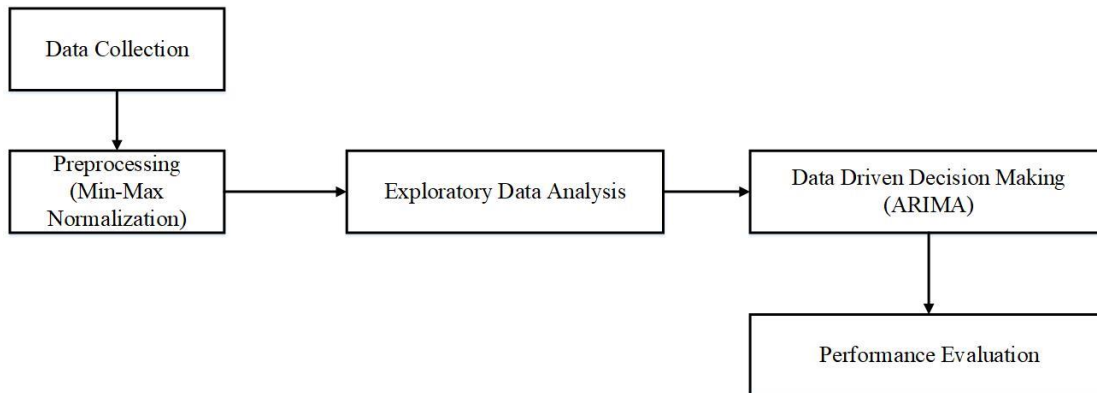 Data Collection
Preprocessing
(Min-Max
Normalization)
Exploratory Data Analysis
Data Driven Decision Making
(ARIMA)
Performance Evaluation